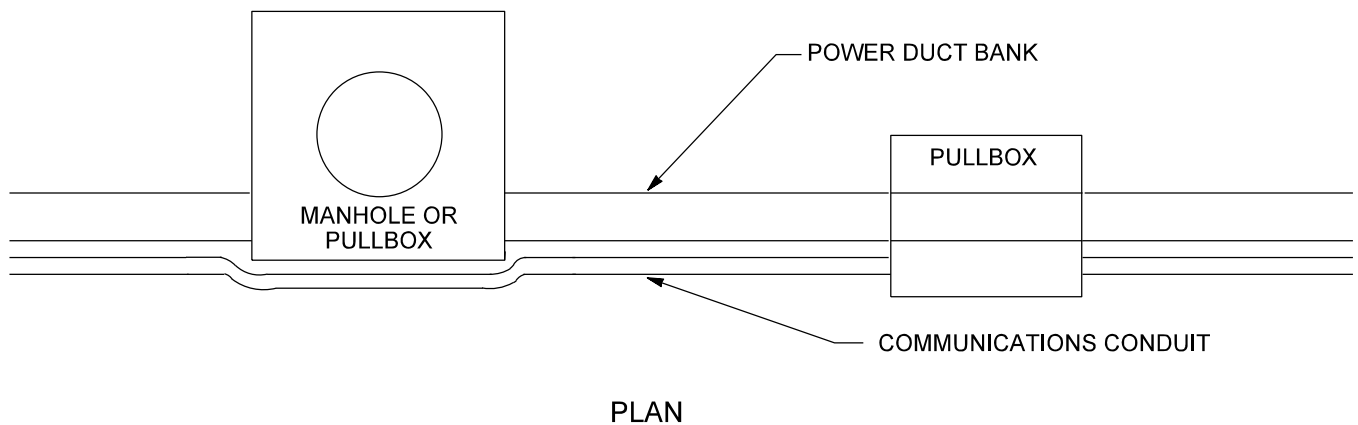 POWER DUCT BANK
PULLBOX
MANHOLE OR
PULLBOX
COMMUNICATIONS CONDUIT
PLAN